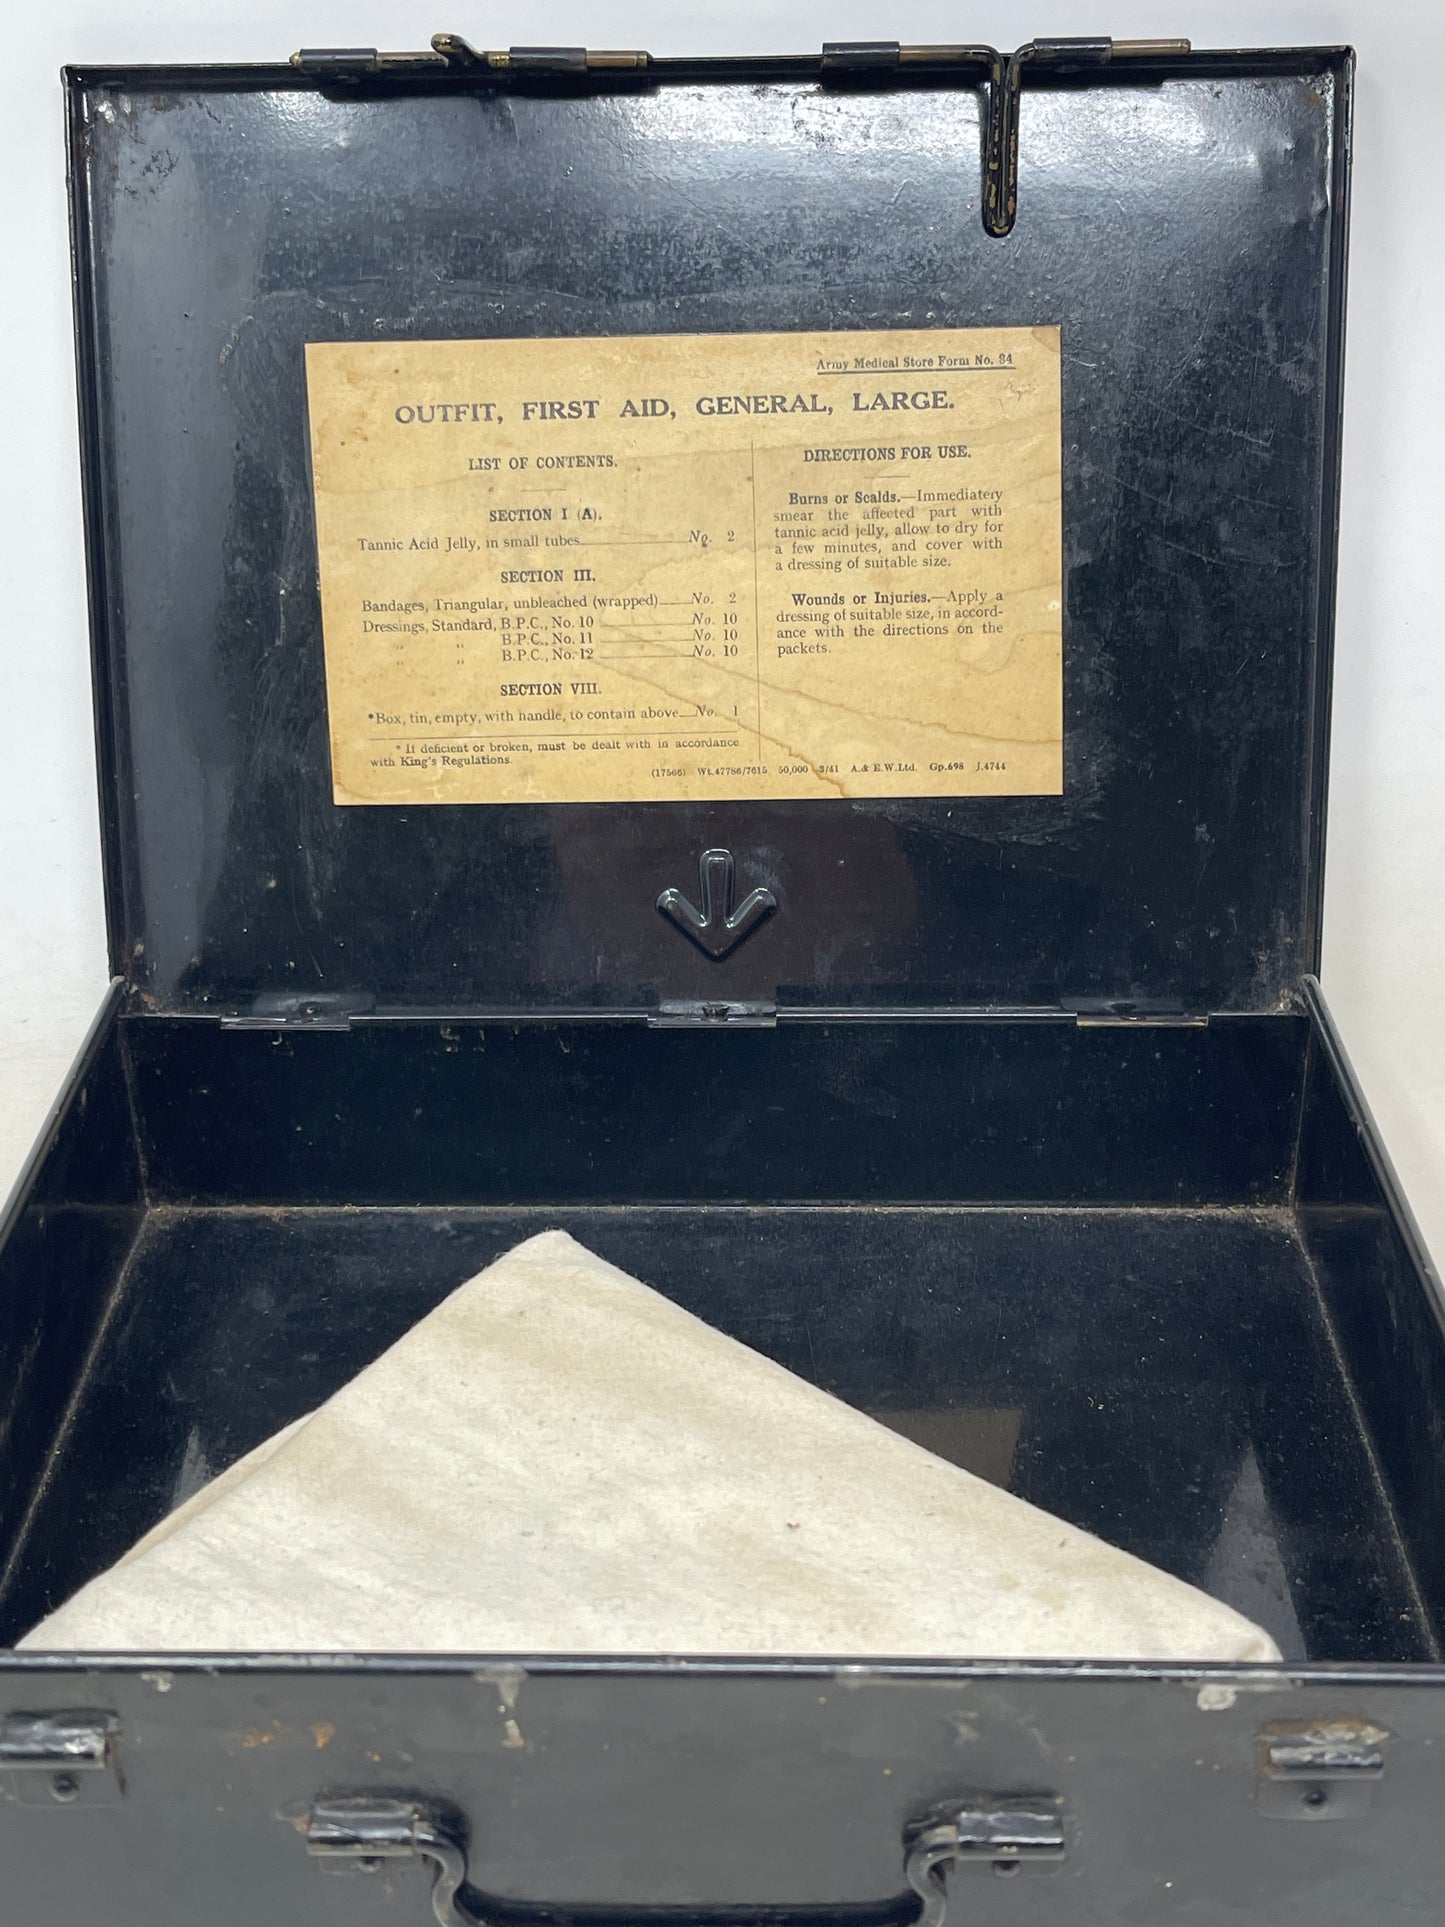 Army Medical Store Form No. 84
OUTFIT, FIRST AID, GENERAL, LARGE.
LIST OF CONTENTS.
SECTION I (A).
Tannic Acid Jelly, in small tubes No. 2
SECTION III.
Bandages, Triangular, unbleached (wrapped) No. 2
Dressings, Standard, B.P.C., No. 10 No. 10
„ „ B.P.C., No. 11 No. 10
„ „ B.P.C., No. 12 No. 10
SECTION VIII.
*Box, tin, empty, with handle, to contain above No. 1
* If deficient or broken, must be dealt with in accordance
with King's Regulations.
DIRECTIONS FOR USE.
Burns or Scalds.—Immediately
smear the affected part with
tannic acid jelly, allow to dry for
a few minutes, and cover with
a dressing of suitable size.
Wounds or Injuries.—Apply a
dressing of suitable size, in accord-
ance with the directions on the
packets.
(17566) Wt.47786/7615 50,000 3/41 A.& E.W.Ltd. Gp.698 J.4744